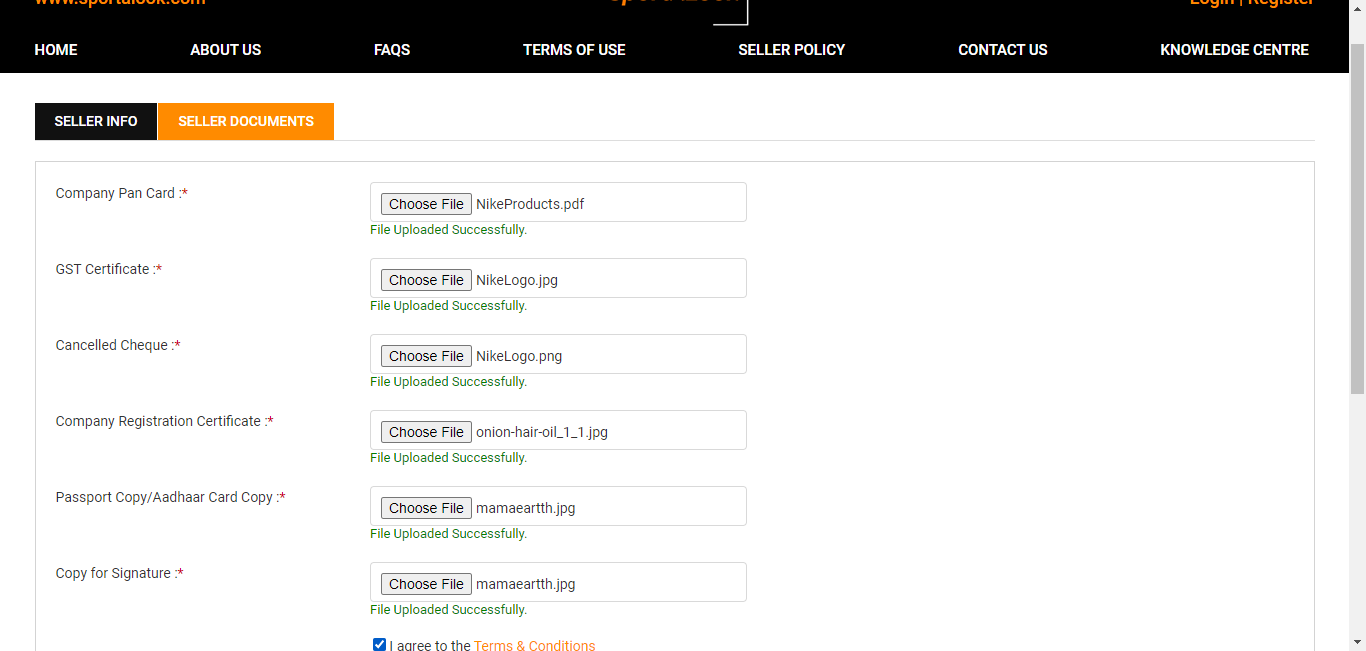 www.sportalook.com
Login | Register
HOME ABOUT US FAQS TERMS OF USE SELLER POLICY CONTACT US KNOWLEDGE CENTRE
SELLER INFO SELLER DOCUMENTS
Company Pan Card :* Choose File NikeProducts.pdf
File Uploaded Successfully.
GST Certificate :* Choose File NikeLogo.jpg
File Uploaded Successfully.
Cancelled Cheque :* Choose File NikeLogo.png
File Uploaded Successfully.
Company Registration Certificate :* Choose File onion-hair-oil_1_1.jpg
File Uploaded Successfully.
Passport Copy/Aadhaar Card Copy :* Choose File mamaeartth.jpg
File Uploaded Successfully.
Copy for Signature :* Choose File mamaeartth.jpg
File Uploaded Successfully.
I agree to the Terms & Conditions